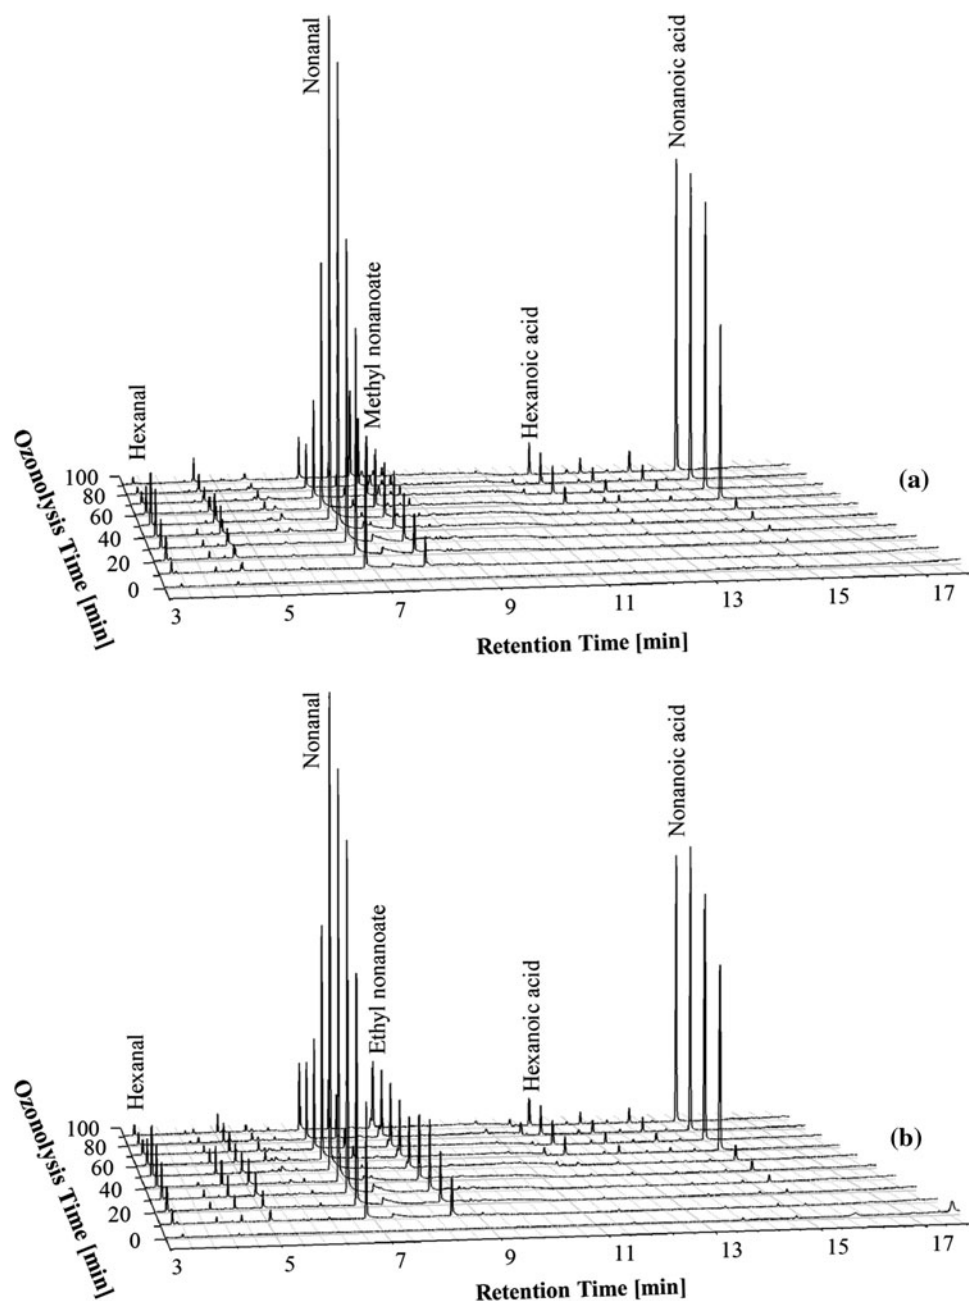 Nonanal
Nonanoic acid
Methyl nonanoate
Hexanoic acid
Hexanal
Ozonolysis Time [min]
100
80
60
40
20
0
(a)
3
5
7
9
11
13
15
17
Retention Time [min]
Nonanal
Nonanoic acid
Ethyl nonanoate
Hexanoic acid
Hexanal
Ozonolysis Time [min]
100
80
60
40
20
0
(b)
3
5
7
9
11
13
15
17
Retention Time [min]